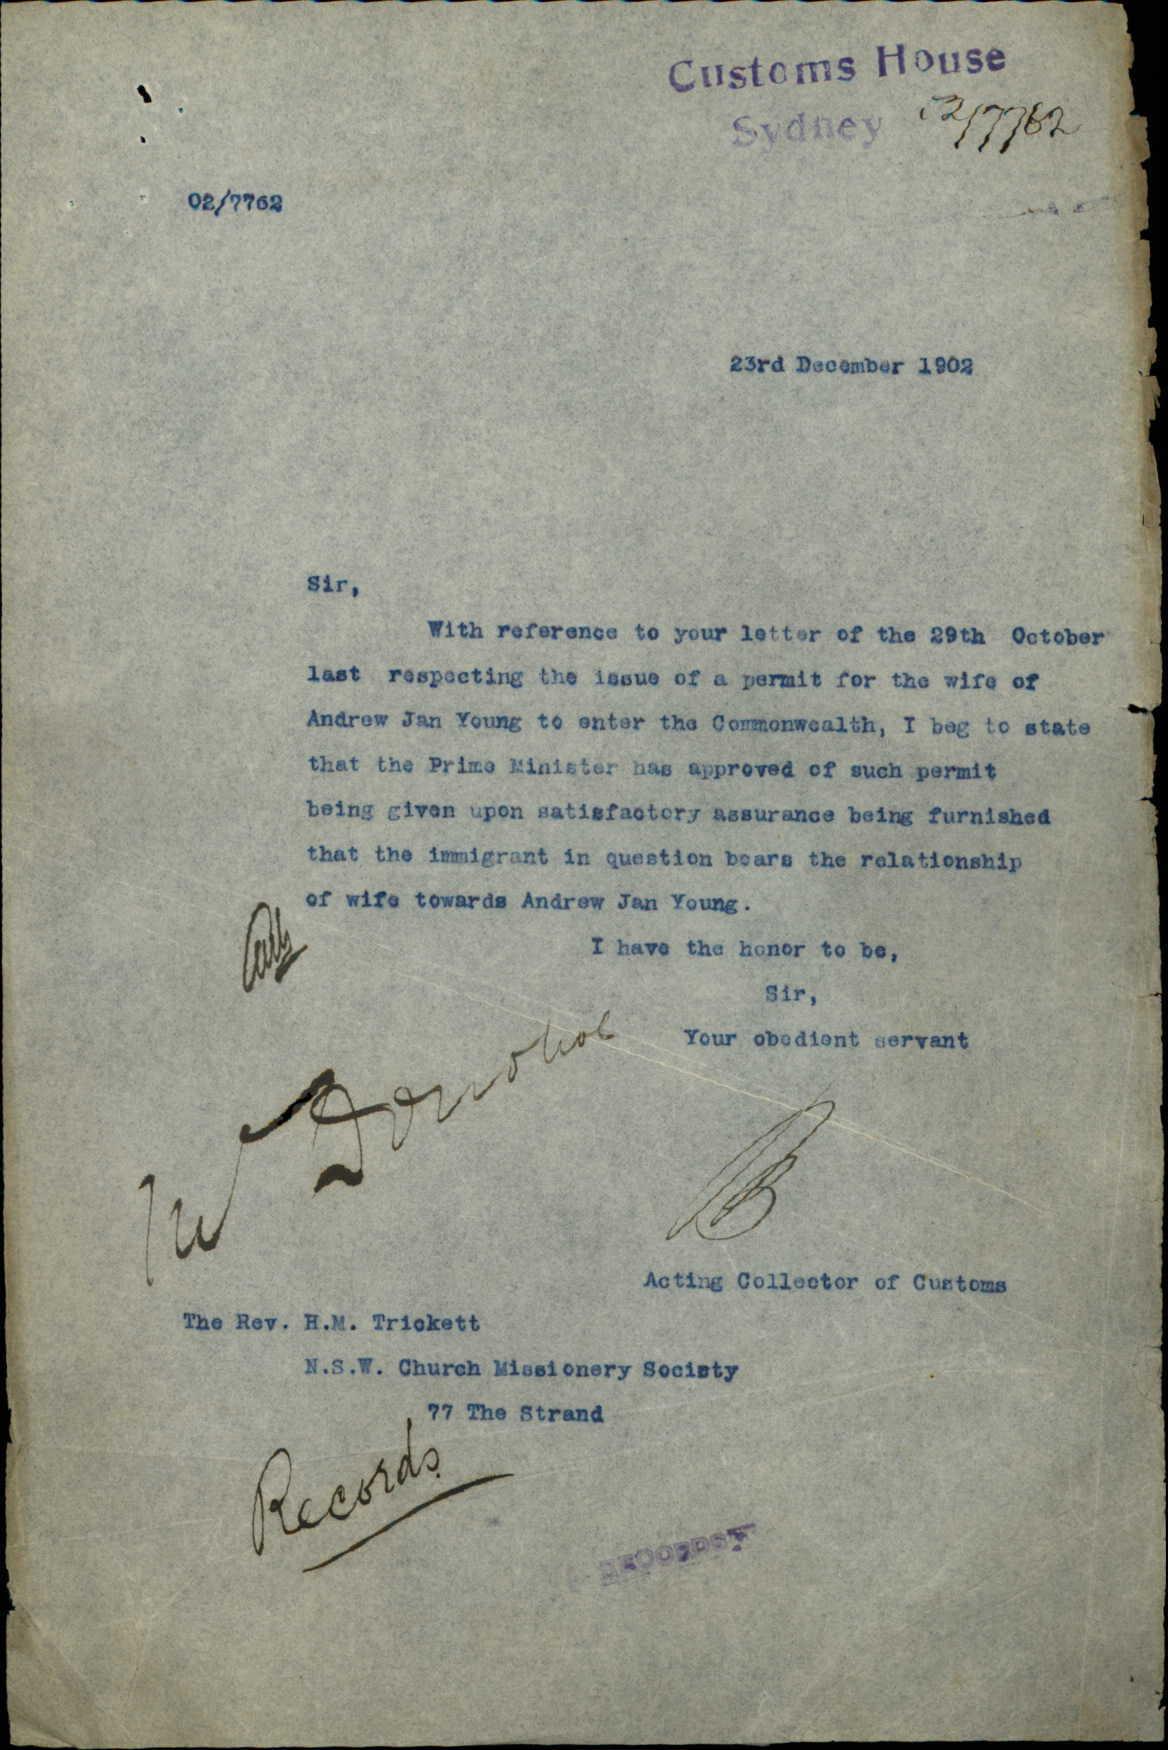 Customs House
Sydney 02/7762
02/7762
23rd December 1902
Sir,
With reference to your letter of the 29th October
last respecting the issue of a permit for the wife of
Andrew Jan Young to enter the Commonwealth, I beg to state
that the Prime Minister has approved of such permit
being given upon satisfactory assurance being furnished
that the immigrant in question bears the relationship
of wife towards Andrew Jan Young.
I have the honor to be,
Sir,
Your obedient servant
Mr Donohoe
Acting Collector of Customs
The Rev. H.M. Trickett
N.S.W. Church Missionery Society
77 The Strand
Records
RECORDS